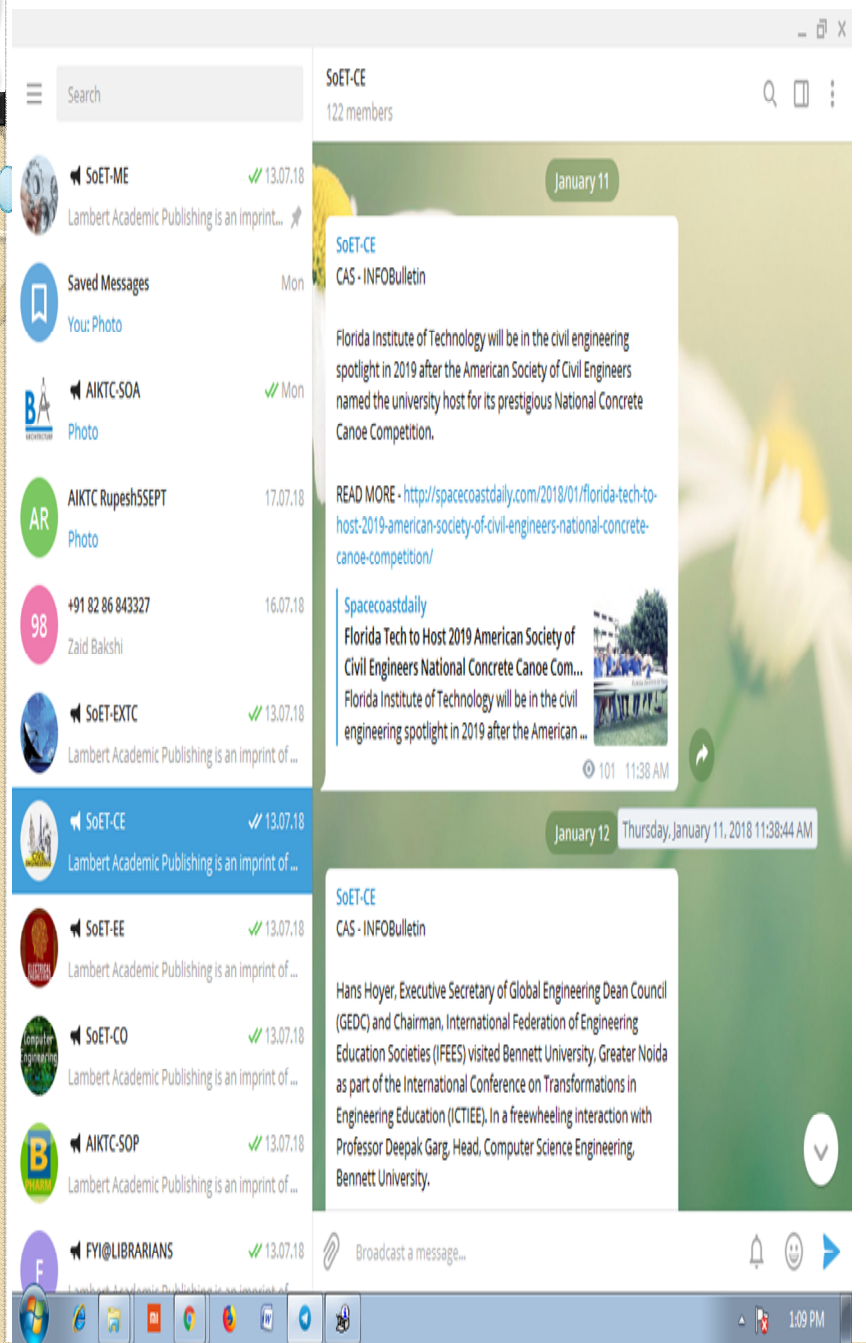 Search
SoET-ME
13.07.18
Lambert Academic Publishing is an imprint...
Saved Messages
Mon
You: Photo
BA
ARCHITECTURE
AIKTC-SOA
Mon
Photo
AR
AIKTC Rupesh5SEPT
17.07.18
Photo
98
+91 82 86 843327
16.07.18
Zaid Bakshi
SoET-EXTC
13.07.18
Lambert Academic Publishing is an imprint of ...
SoET-CE
13.07.18
Lambert Academic Publishing is an imprint of ...
SoET-EE
13.07.18
Lambert Academic Publishing is an imprint of ...
Computer
Engineering
SoET-CO
13.07.18
Lambert Academic Publishing is an imprint of ...
B
PHARM
AIKTC-SOP
13.07.18
Lambert Academic Publishing is an imprint of ...
F
FYI@LIBRARIANS
13.07.18
Lambert Academic Publishing is an imprint of
SoET-CE
122 members
January 11
SoET-CE
CAS - INFOBulletin
Florida Institute of Technology will be in the civil engineering
spotlight in 2019 after the American Society of Civil Engineers
named the university host for its prestigious National Concrete
Canoe Competition.
READ MORE - http://spacecoastdaily.com/2018/01/florida-tech-to-
host-2019-american-society-of-civil-engineers-national-concrete-
canoe-competition/
Spacecoastdaily
Florida Tech to Host 2019 American Society of
Civil Engineers National Concrete Canoe Com...
Florida Institute of Technology will be in the civil
engineering spotlight in 2019 after the American ...
101 11:38 AM
January 12
Thursday, January 11, 2018 11:38:44 AM
SoET-CE
CAS - INFOBulletin
Hans Hoyer, Executive Secretary of Global Engineering Dean Council
(GEDC) and Chairman, International Federation of Engineering
Education Societies (IFEES) visited Bennett University, Greater Noida
as part of the International Conference on Transformations in
Engineering Education (ICTIEE). In a freewheeling interaction with
Professor Deepak Garg, Head, Computer Science Engineering,
Bennett University.
Broadcast a message...
1:09 PM